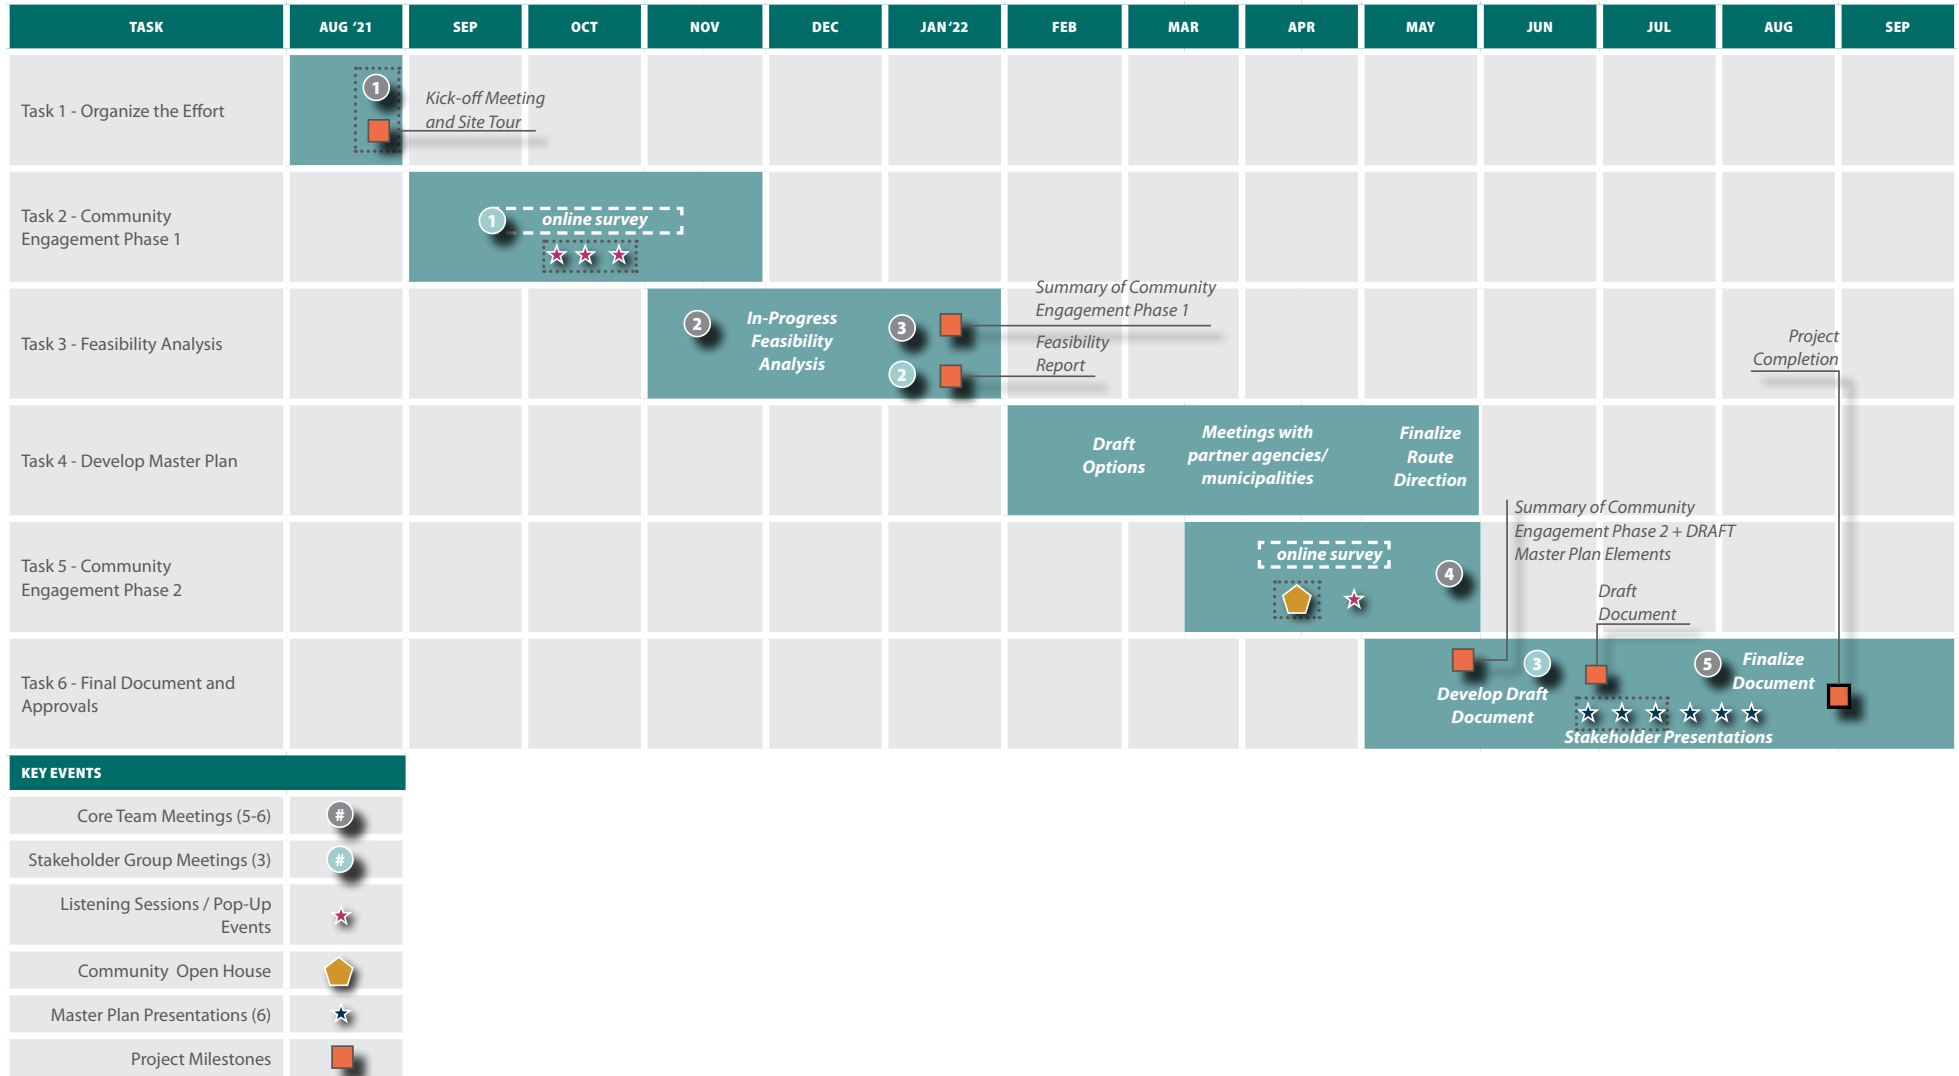 TASK
AUG ‘21
SEP
OCT
NOV
DEC
JAN‘22
FEB
MAR
APR
MAY
JUN
JUL
AUG
SEP
Task 1 - Organize the Effort
1
Kick-off Meeting
and Site Tour
Task 2 - Community
Engagement Phase 1
1
online survey
Task 3 - Feasibility Analysis
2
In-Progress
Feasibility
Analysis
3
2
Summary of Community
Engagement Phase 1
Feasibility
Report
Project
Completion
Task 4 - Develop Master Plan
Draft
Options
Meetings with
partner agencies/
municipalities
Finalize
Route
Direction
Task 5 - Community
Engagement Phase 2
online survey
4
Summary of Community
Engagement Phase 2 + DRAFT
Master Plan Elements
Draft
Document
Task 6 - Final Document and
Approvals
Develop Draft
Document
3
5
Finalize
Document
Stakeholder Presentations
KEY EVENTS
Core Team Meetings (5-6)
#
Stakeholder Group Meetings (3)
#
Listening Sessions / Pop-Up
Events
Community Open House
Master Plan Presentations (6)
Project Milestones